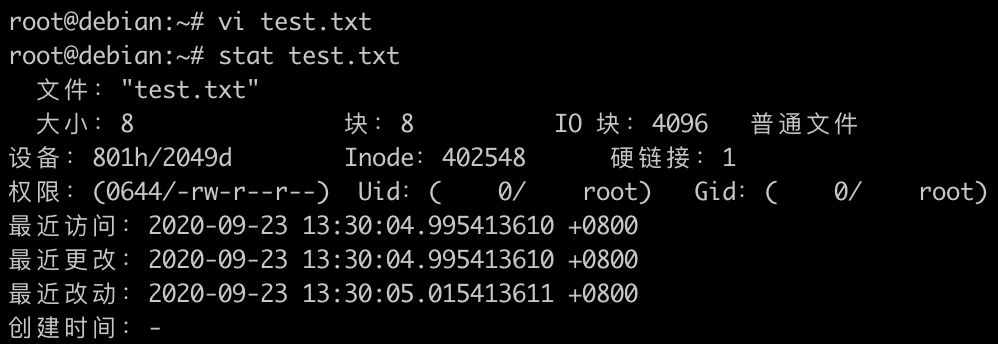 root@debian:~# vi test.txt
root@debian:~# stat test.txt
文件："test.txt"
大小：8 块：8 IO 块：4096 普通文件
设备：801h/2049d Inode：402548 硬链接：1
权限：(0644/-rw-r--r--) Uid：( 0/ root) Gid：( 0/ root)
最近访问：2020-09-23 13:30:04.995413610 +0800
最近更改：2020-09-23 13:30:04.995413610 +0800
最近改动：2020-09-23 13:30:05.015413611 +0800
创建时间：-